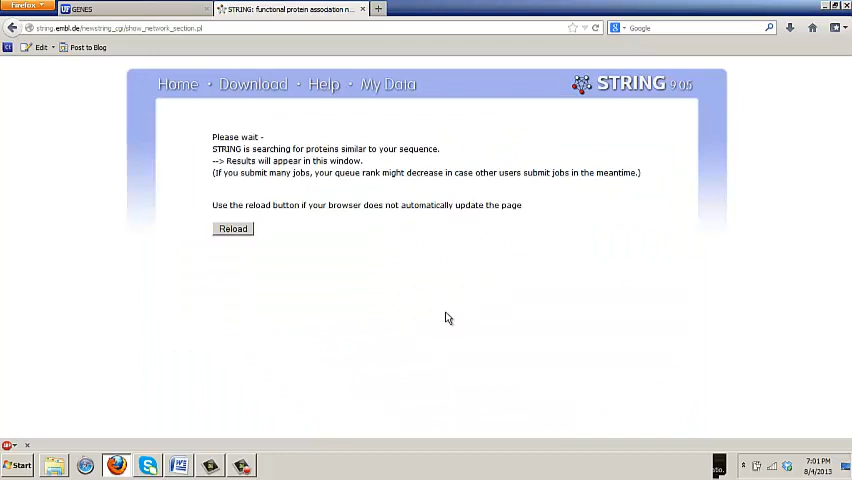 Firefox
GENES
STRING: functional protein association n...
string.embl.de/newstring_cgi/show_network_section.pl
Google
Edit
Post to Blog
Home · Download · Help · My Data
STRING 9.05
Please wait -
STRING is searching for proteins similar to your sequence.
--> Results will appear in this window.
(If you submit many jobs, your queue rank might decrease in case other users submit jobs in the meantime.)
Use the reload button if your browser does not automatically update the page
Reload
Start
7:01 PM
8/4/2013